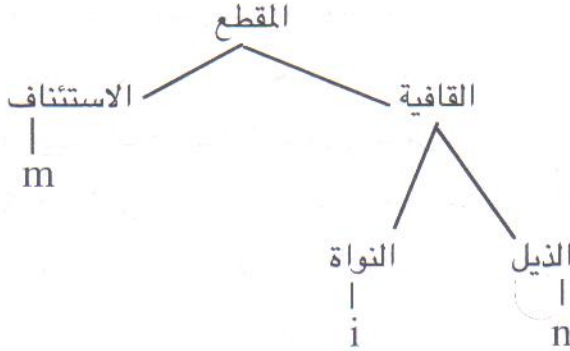 المقطع
القافية الاستئناف
m
الذيل النواة
i n